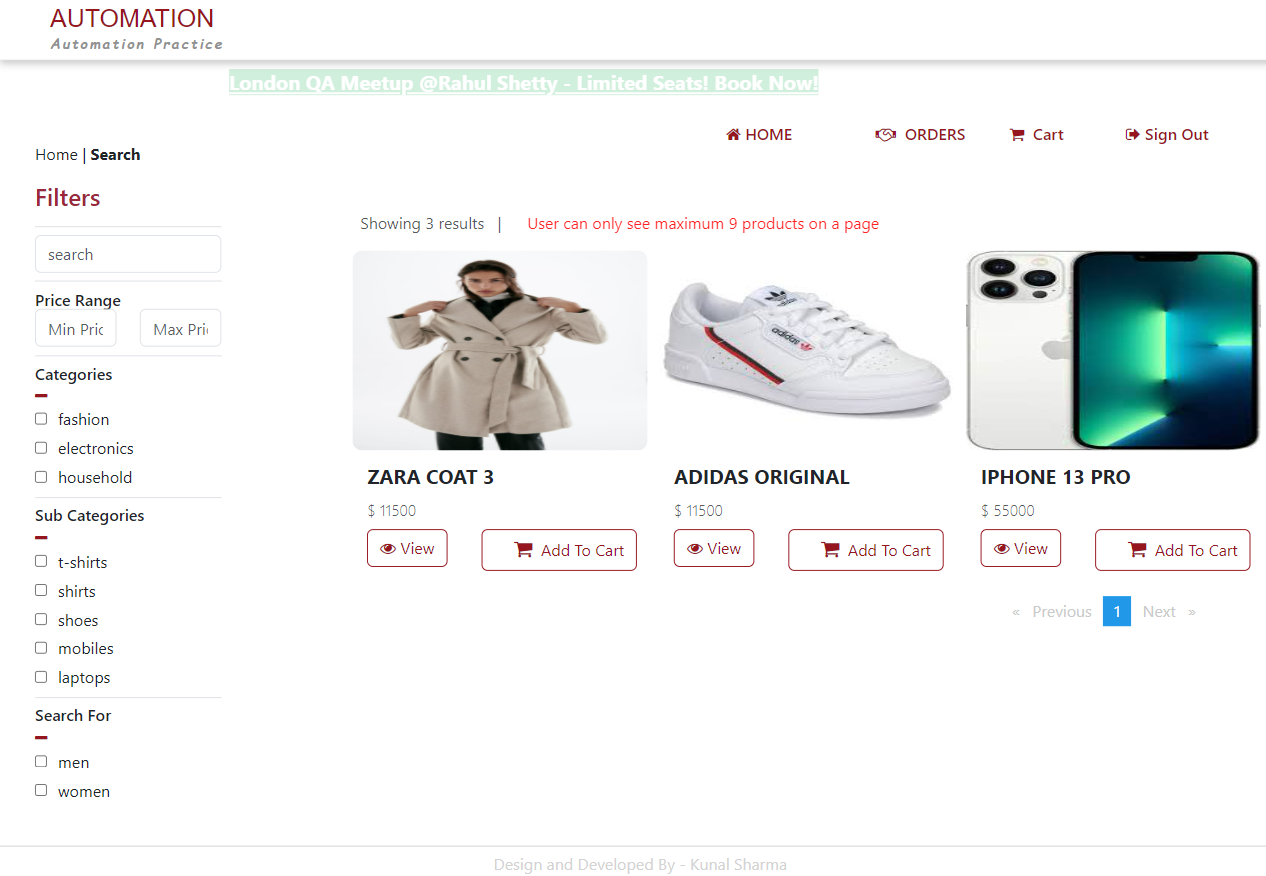 AUTOMATION
Automation Practice
London QA Meetup @Rahul Shetty - Limited Seats! Book Now!
HOME ORDERS Cart Sign Out
Home | Search
Filters
search
Price Range
Min Pric Max Pri
Categories
fashion
electronics
household
Sub Categories
t-shirts
shirts
shoes
mobiles
laptops
Search For
men
women
Showing 3 results | User can only see maximum 9 products on a page
adidas
ZARA COAT 3
$ 11500
View Add To Cart
ADIDAS ORIGINAL
$ 11500
View Add To Cart
IPHONE 13 PRO
$ 55000
View Add To Cart
« Previous 1 Next »
Design and Developed By - Kunal Sharma